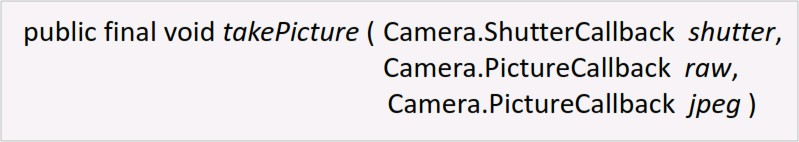 public final void takePicture ( Camera.ShutterCallback shutter,
Camera.PictureCallback raw,
Camera.PictureCallback jpeg )